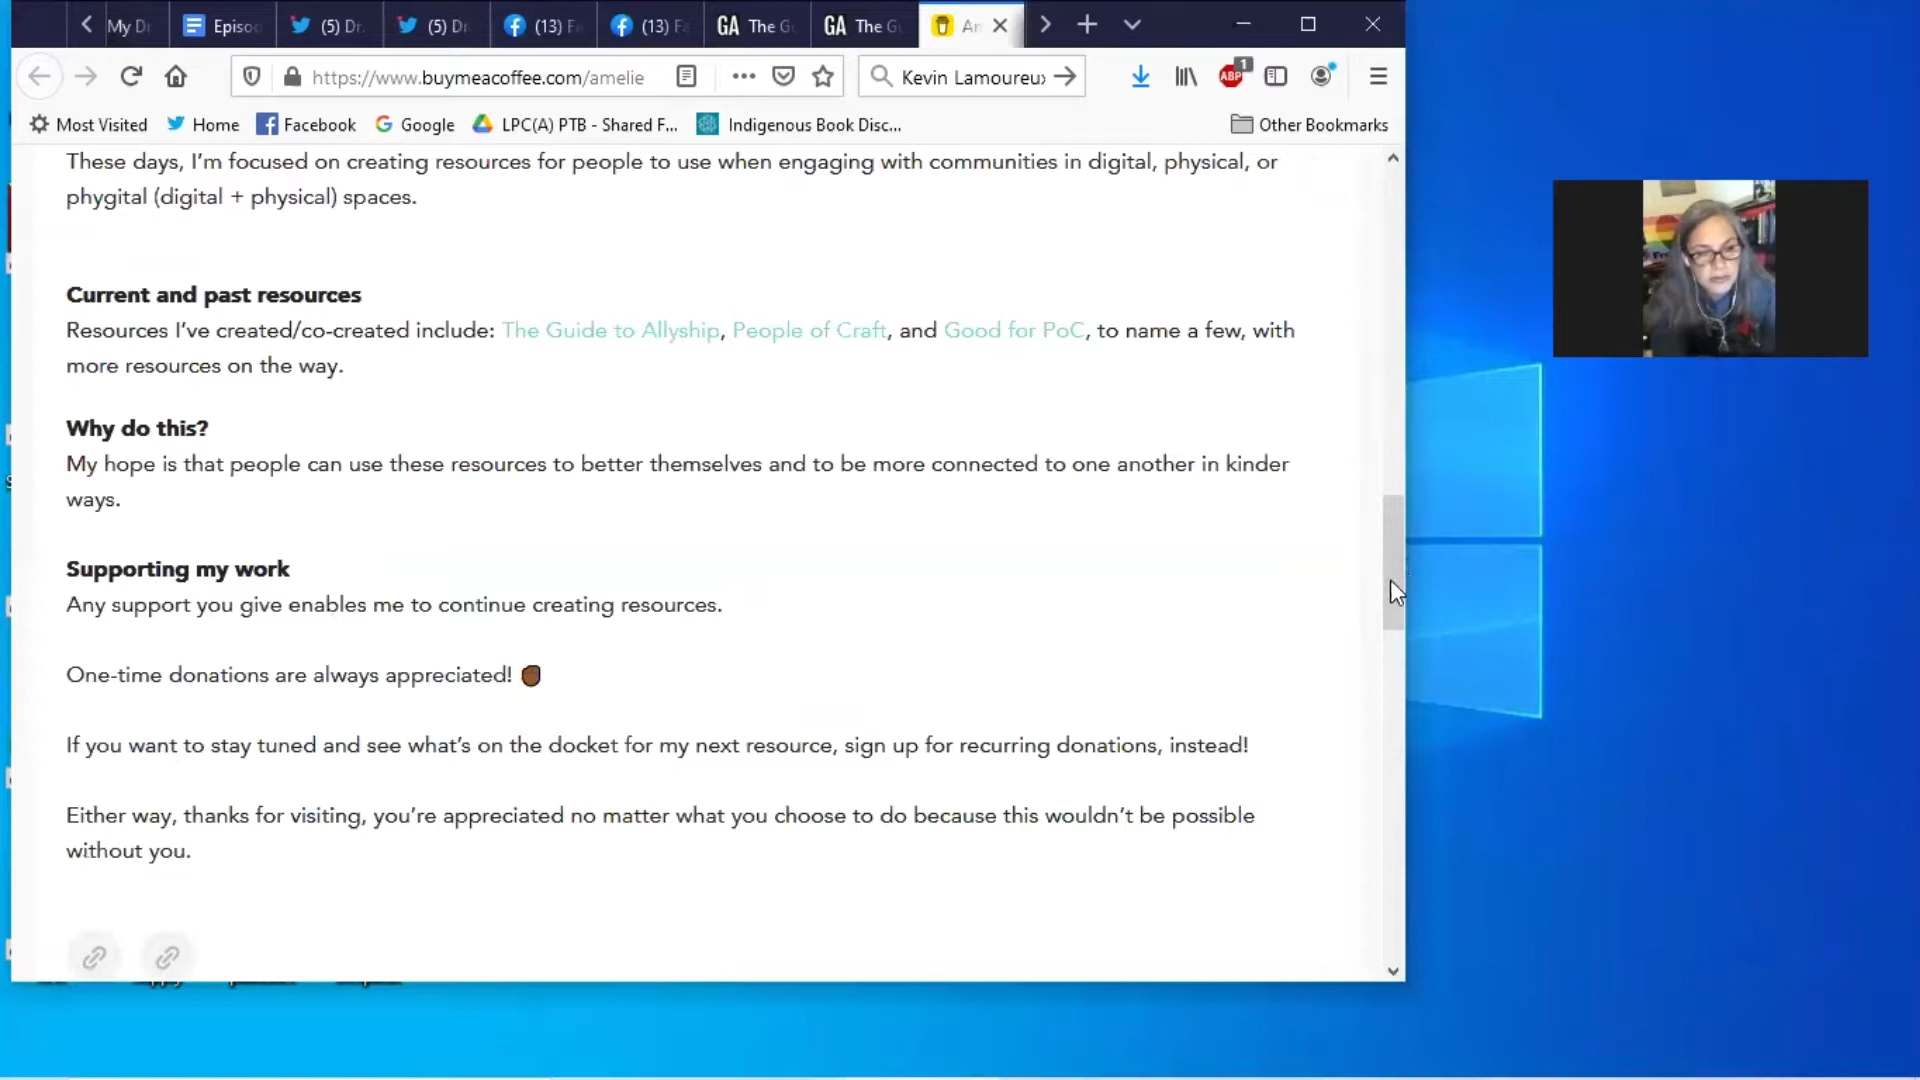 My Dr
Episo
(5) Dr
(5) Dr
(13) Fa
(13) Fa
GA The G
GA The Gu
An
https://www.buymeacoffee.com/amelie
Kevin Lamoureux
ABP
1
Most Visited
Home
Facebook
Google
LPC(A) PTB - Shared F...
Indigenous Book Disc...
Other Bookmarks
These days, I'm focused on creating resources for people to use when engaging with communities in digital, physical, or
phygital (digital + physical) spaces.
Current and past resources
Resources I've created/co-created include: The Guide to Allyship, People of Craft, and Good for PoC, to name a few, with
more resources on the way.
Why do this?
My hope is that people can use these resources to better themselves and to be more connected to one another in kinder
ways.
Supporting my work
Any support you give enables me to continue creating resources.
One-time donations are always appreciated!
If you want to stay tuned and see what's on the docket for my next resource, sign up for recurring donations, instead!
Either way, thanks for visiting, you're appreciated no matter what you choose to do because this wouldn't be possible
without you.